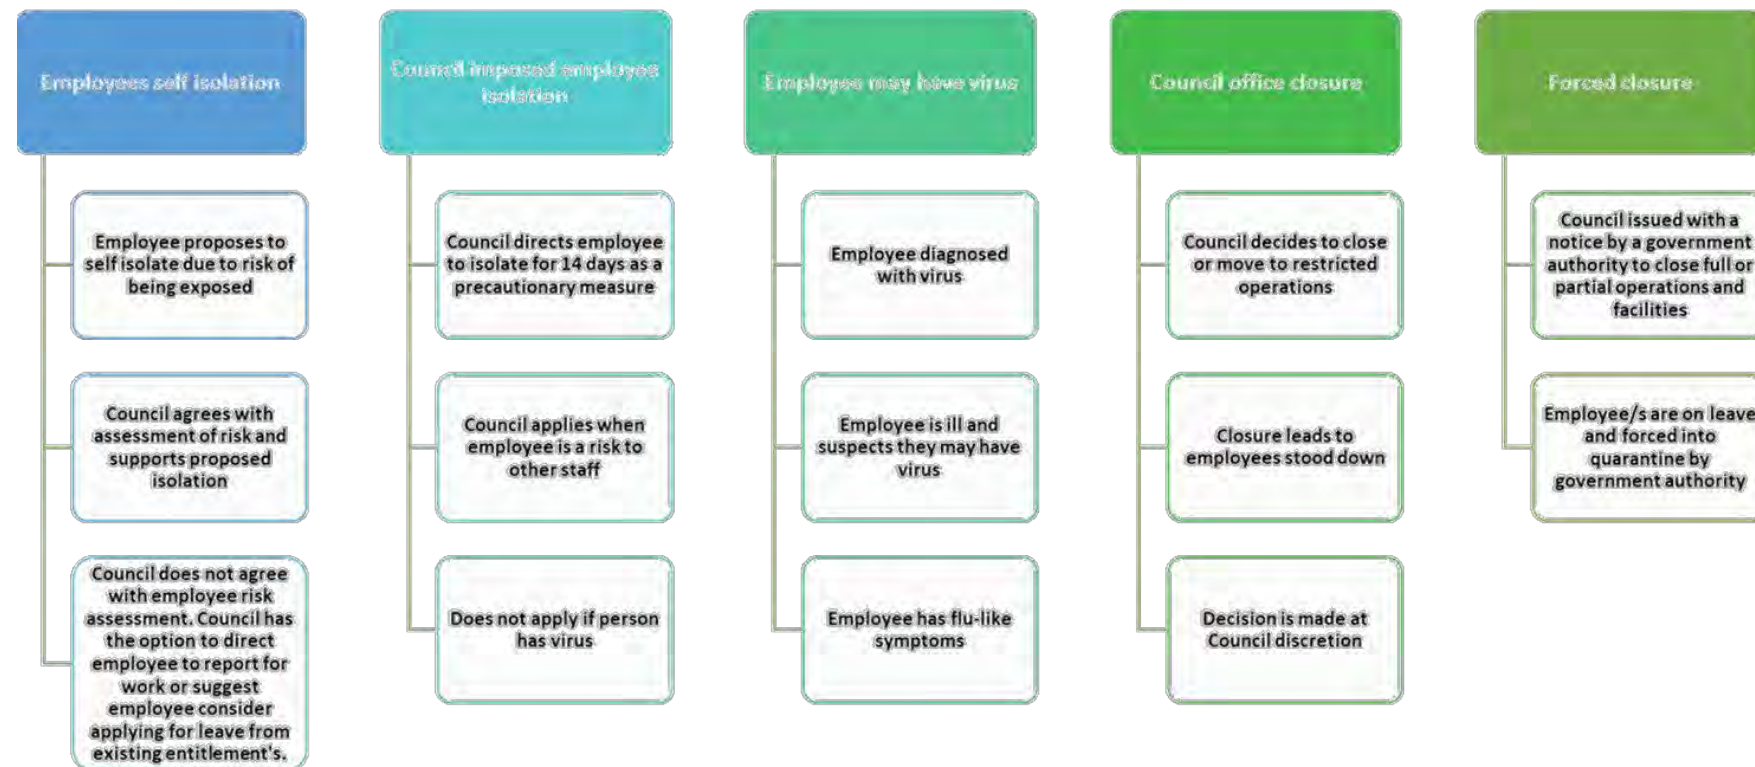 Employees self isolation
Employee proposes to
self isolate due to risk of
being exposed
Council agrees with
assessment of risk and
supports proposed
isolation
Council does not agree
with employee risk
assessment. Council has
the option to direct
employee to report for
work or suggest
employee consider
applying for leave from
existing entitlement's.
Council imposed employee
isolation
Council directs employee
to isolate for 14 days as a
precautionary measure
Council applies when
employee is a risk to
other staff
Does not apply if person
has virus
Employee may have virus
Employee diagnosed
with virus
Employee is ill and
suspects they may have
virus
Employee has flu-like
symptoms
Council office closure
Council decides to close
or move to restricted
operations
Closure leads to
employees stood down
Decision is made at
Council discretion
Forced closure
Council issued with a
notice by a government
authority to close full or
partial operations and
facilities
Employee/s are on leave
and forced into
quarantine by
government authority